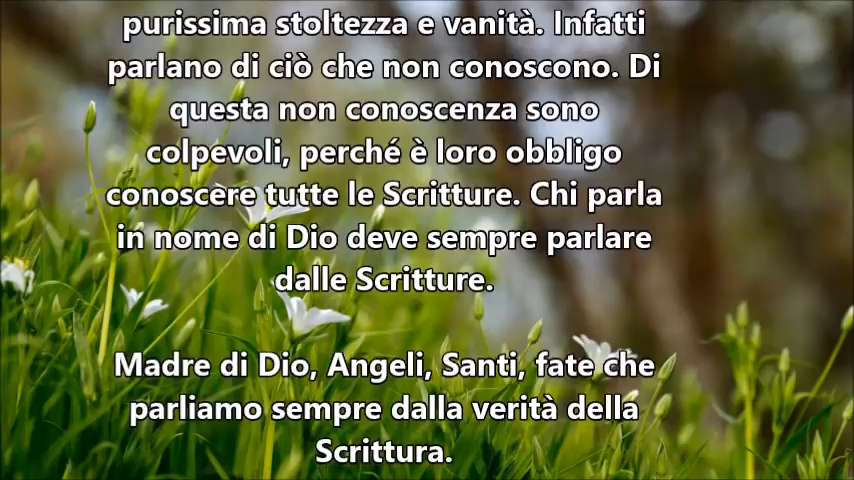 purissima stoltezza e vanità. Infatti
parlano di ciò che non conoscono. Di
questa non conoscenza sono
colpevoli, perché è loro obbligo
conoscere tutte le Scritture. Chi parla
in nome di Dio deve sempre parlare
dalle Scritture.
Madre di Dio, Angeli, Santi, fate che
parliamo sempre dalla verità della
Scrittura.